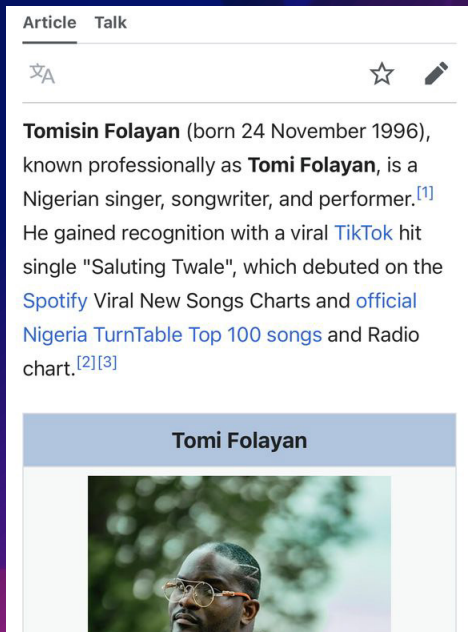 Article Talk
Tomisin Folayan (born 24 November 1996),
known professionally as Tomi Folayan, is a
Nigerian singer, songwriter, and performer.[1]
He gained recognition with a viral TikTok hit
single "Saluting Twale", which debuted on the
Spotify Viral New Songs Charts and official
Nigeria TurnTable Top 100 songs and Radio
chart.[2][3]
Tomi Folayan